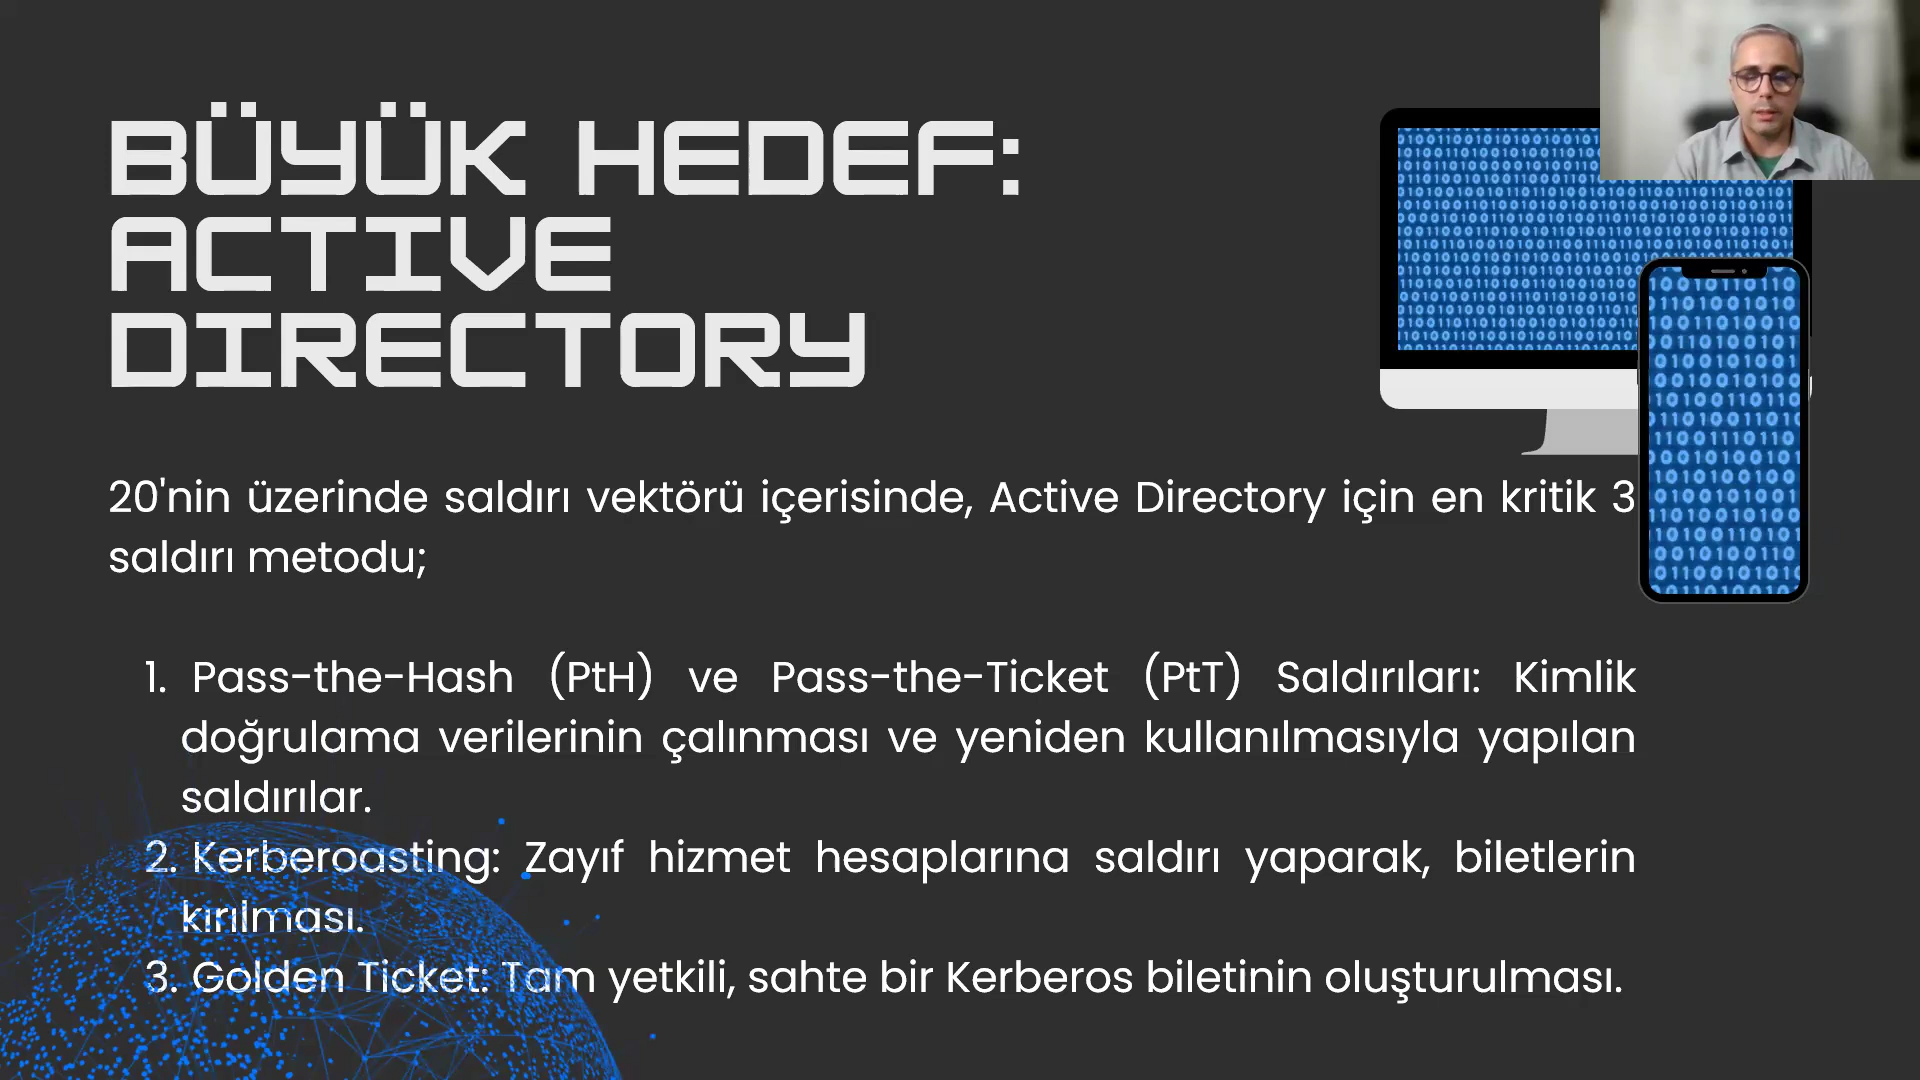 BÜYÜK HEDEF:
ACTIVE
DIRECTORY
20'nin üzerinde saldırı vektörü içerisinde, Active Directory için en kritik 3
saldırı metodu;
1. Pass-the-Hash (PtH) ve Pass-the-Ticket (PtT) Saldırıları: Kimlik
doğrulama verilerinin çalınması ve yeniden kullanılmasıyla yapılan
saldırılar.
2. Kerberoasting: Zayıf hizmet hesaplarına saldırı yaparak, biletlerin
kırılması.
3. Golden Ticket: Tam yetkili, sahte bir Kerberos biletinin oluşturulması.